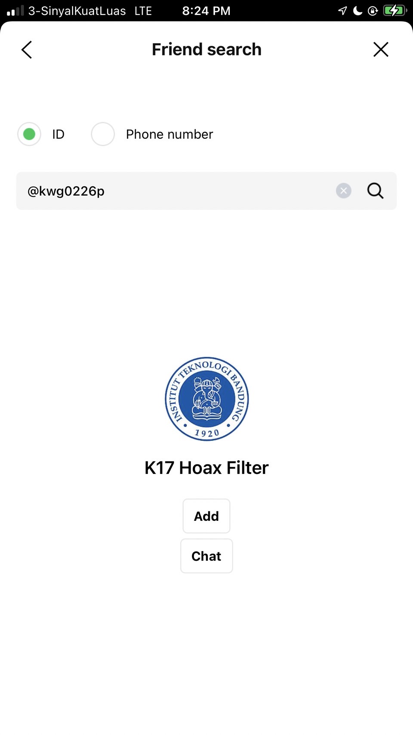 3-SinyalKuatLuas LTE 8:24 PM
Friend search
ID Phone number
@kwg0226p
INSTITUT TEKNOLOGI BANDUNG
1920
K17 Hoax Filter
Add
Chat